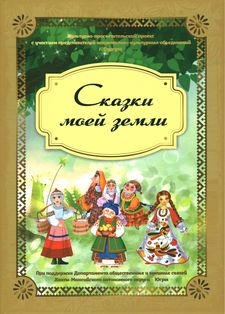 Культурно-просветительский проект
с участием представителей национально-культурных объединений
г. Сургута
Сказки
моей земли
При поддержке Департамента общественных и внешних связей
Ханты-Мансийского автономного округа - Югры